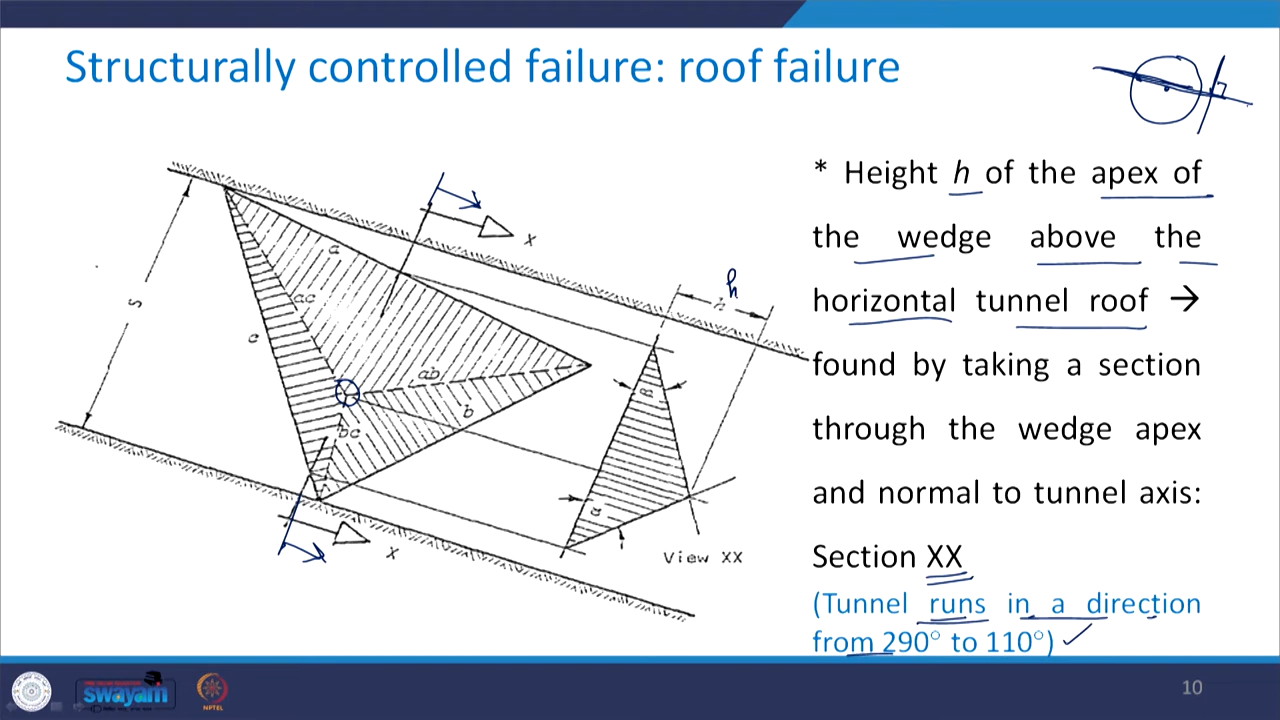 Structurally controlled failure: roof failure
* Height h of the apex of
the wedge above the
horizontal tunnel roof →
found by taking a section
through the wedge apex
and normal to tunnel axis:
Section XX
(Tunnel runs in a direction
from 290° to 110°)
S
a
ac
c
ab
b
bc
x
x
h
h
α
View XX
swayam
NPTEL
10